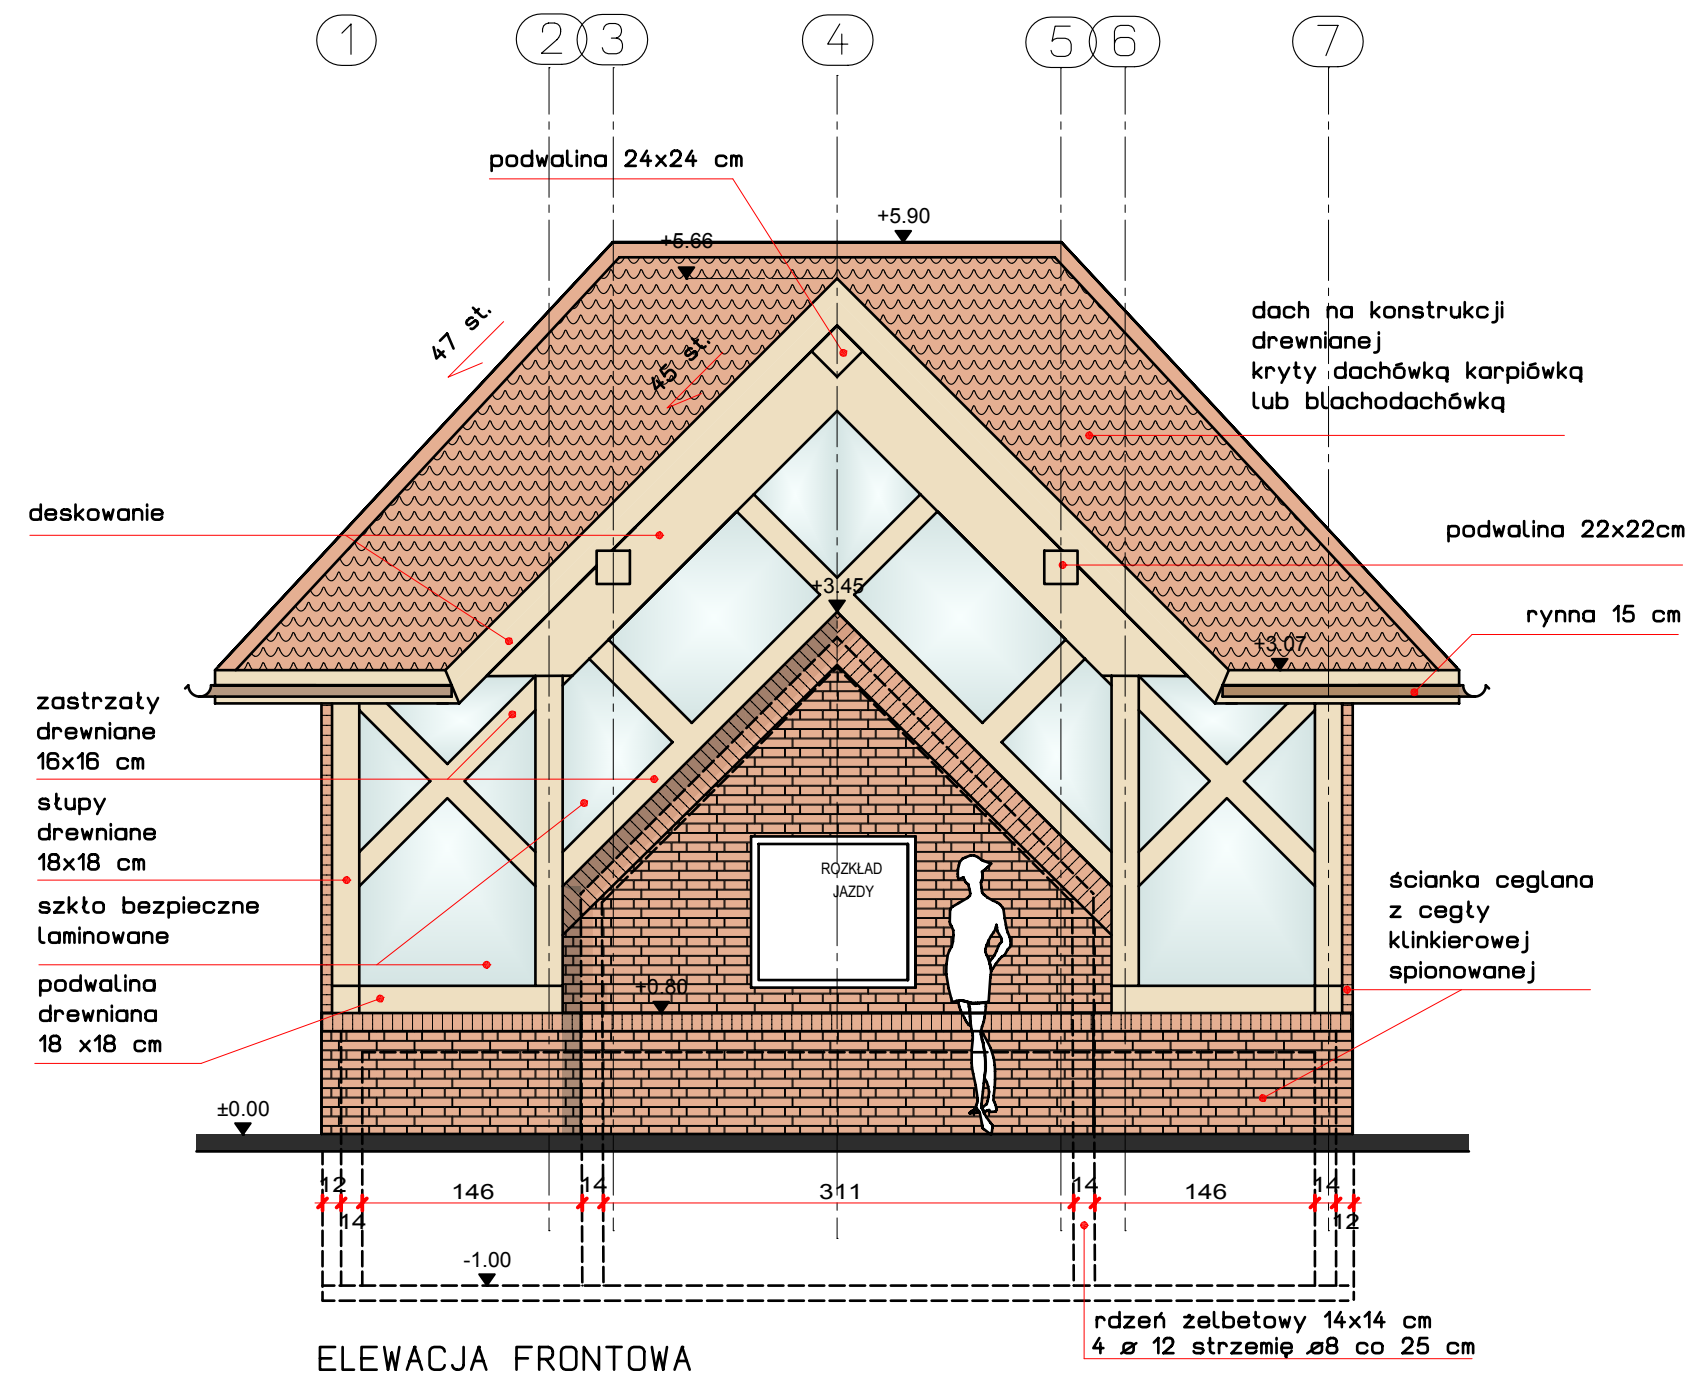 1 2 3 4 5 6 7
podwalina 24x24 cm
+5.90
+5.66
47 st.
45 st.
dach na konstrukcji
drewnianej
kryty dachówką karpiówką
lub blachodachówką
deskowanie
podwalina 22x22cm
+3.45
rynna 15 cm
+3.07
zastrzały
drewniane
16x16 cm
słupy
drewniane
18x18 cm
szkło bezpieczne
laminowane
podwalina
drewniana
18 x18 cm
ROZKŁAD
JAZDY
ścianka ceglana
z cegły
klinkierowej
spionowanej
+0.80
±0.00
12 146 14 311 14 146 14
14 12
-1.00
rdzeń żelbetowy 14x14 cm
4 ø 12 strzemię ø8 co 25 cm
ELEWACJA FRONTOWA